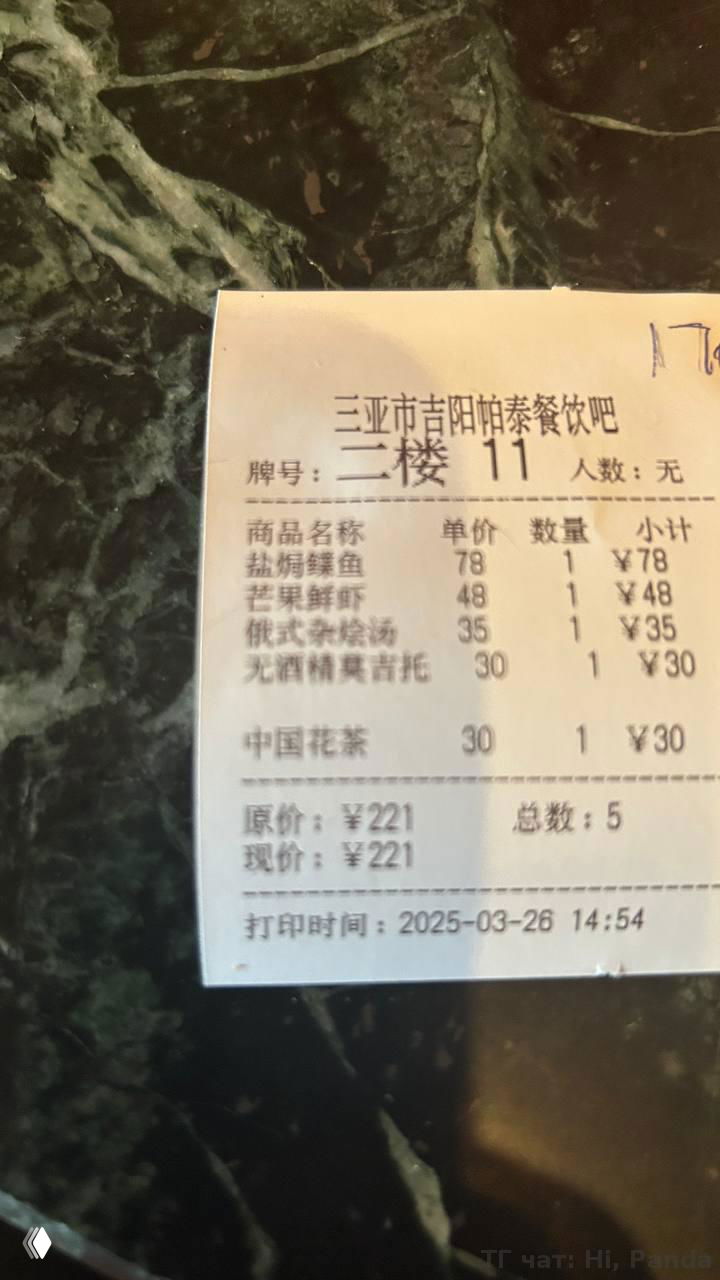 三亚市吉阳帕泰餐饮吧
牌号：二楼 11 人数：无
商品名称 单价 数量 小计
盐焗鲽鱼 78 1 ¥78
芒果鲜虾 48 1 ¥48
俄式杂烩汤 35 1 ¥35
无酒精莫吉托 30 1 ¥30
中国花茶 30 1 ¥30
原价：¥221 总数：5
现价：¥221
打印时间：2025-03-26 14:54
ТГ чат: Hi, Panda